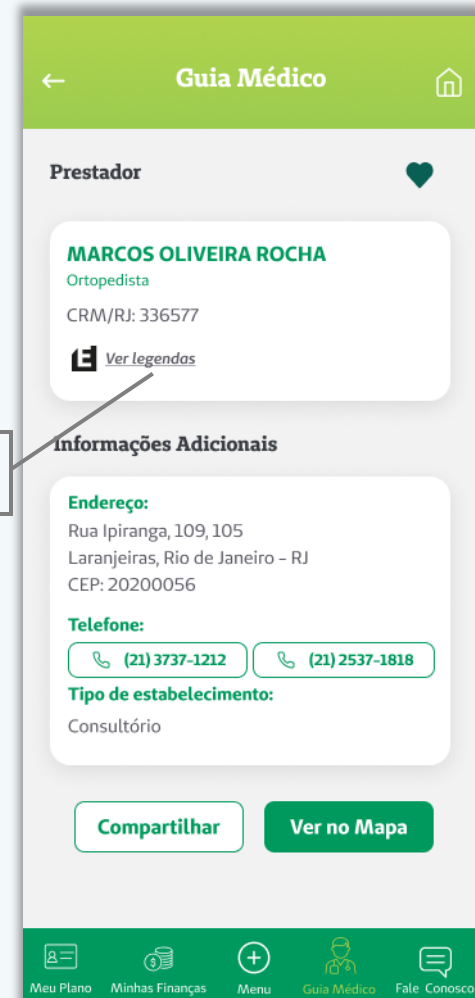 Guia Médico
Prestador
MARCOS OLIVEIRA ROCHA
Ortopedista
CRM/RJ: 336577
E Ver legendas
Informações Adicionais
Endereço:
Rua Ipiranga, 109, 105
Laranjeiras, Rio de Janeiro - RJ
CEP: 20200056
Telefone:
(21) 3737-1212 (21) 2537-1818
Tipo de estabelecimento:
Consultório
Compartilhar Ver no Mapa
Meu Plano Minhas Finanças Menu Guia Médico Fale Conosco